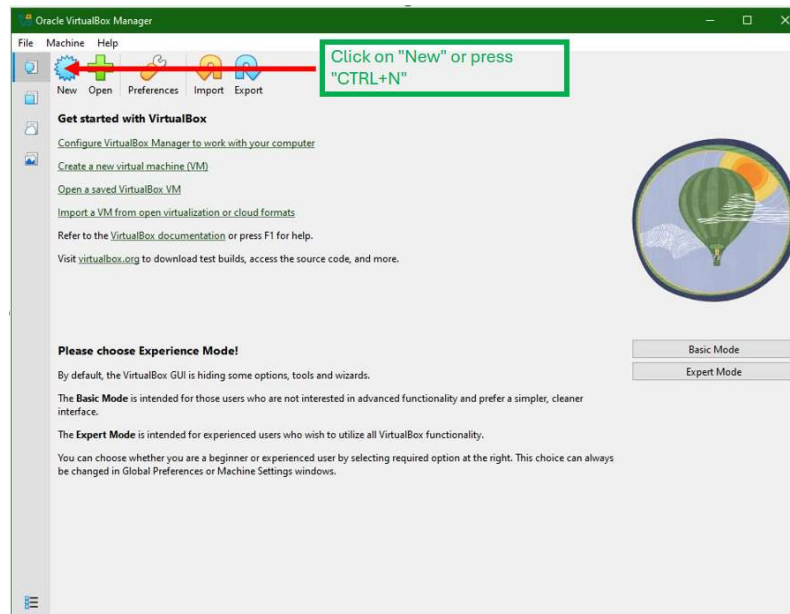 Oracle VirtualBox Manager
File Machine Help
Click on "New" or press
"CTRL+N"
New Open Preferences Import Export
Get started with VirtualBox
Configure VirtualBox Manager to work with your computer
Create a new virtual machine (VM)
Open a saved VirtualBox VM
Import a VM from open virtualization or cloud formats
Refer to the VirtualBox documentation or press F1 for help.
Visit virtualbox.org to download test builds, access the source code, and more.
Please choose Experience Mode!
Basic Mode
By default, the VirtualBox GUI is hiding some options, tools and wizards.
Expert Mode
The Basic Mode is intended for those users who are not interested in advanced functionality and prefer a simpler, cleaner
interface.
The Expert Mode is intended for experienced users who wish to utilize all VirtualBox functionality.
You can choose whether you are a beginner or experienced user by selecting required option at the right. This choice can always
be changed in Global Preferences or Machine Settings windows.